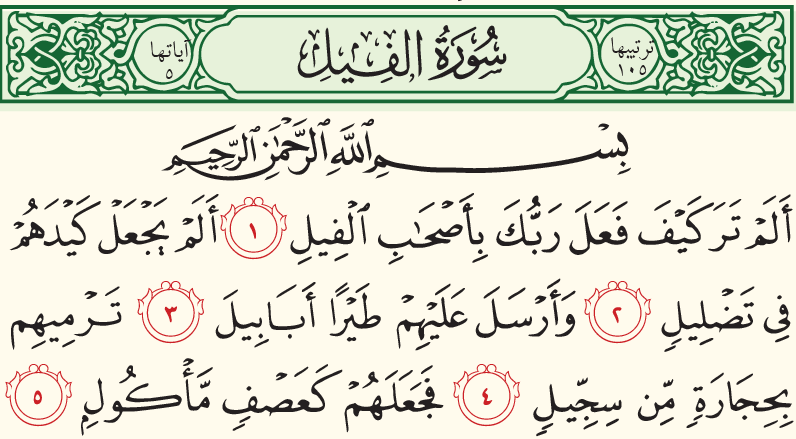 ترتيبها
١٠٥
سُورَةُ الفِيلِ
آياتها
٥
بِسْمِ ٱللَّهِ ٱلرَّحْمَٰنِ ٱلرَّحِيمِ
أَلَمْ تَرَ كَيْفَ فَعَلَ رَبُّكَ بِأَصْحَٰبِ ٱلْفِيلِ ١ أَلَمْ يَجْعَلْ كَيْدَهُمْ
فِى تَضْلِيلٍ ٢ وَأَرْسَلَ عَلَيْهِمْ طَيْرًا أَبَابِيلَ ٣ تَرْمِيهِم
بِحِجَارَةٍ مِّن سِجِّيلٍ ٤ فَجَعَلَهُمْ كَعَصْفٍ مَّأْكُولٍ ٥